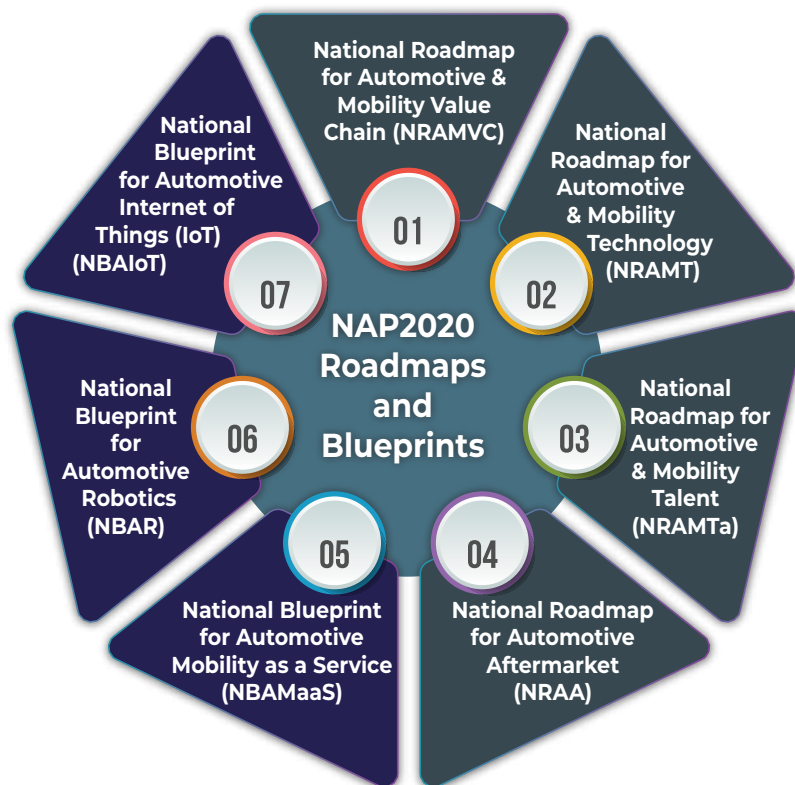 NAP2020
Roadmaps
and
Blueprints
01
National Roadmap
for Automotive &
Mobility Value
Chain (NRAMVC)
02
National
Roadmap for
Automotive
& Mobility
Technology
(NRAMT)
03
National
Roadmap for
Automotive
& Mobility
Talent
(NRAMTa)
04
National Roadmap
for Automotive
Aftermarket
(NRAA)
05
National Blueprint
for Automotive
Mobility as a Service
(NBAMaaS)
06
National
Blueprint
for
Automotive
Robotics
(NBAR)
07
National
Blueprint
for Automotive
Internet of
Things (IoT)
(NBAIoT)